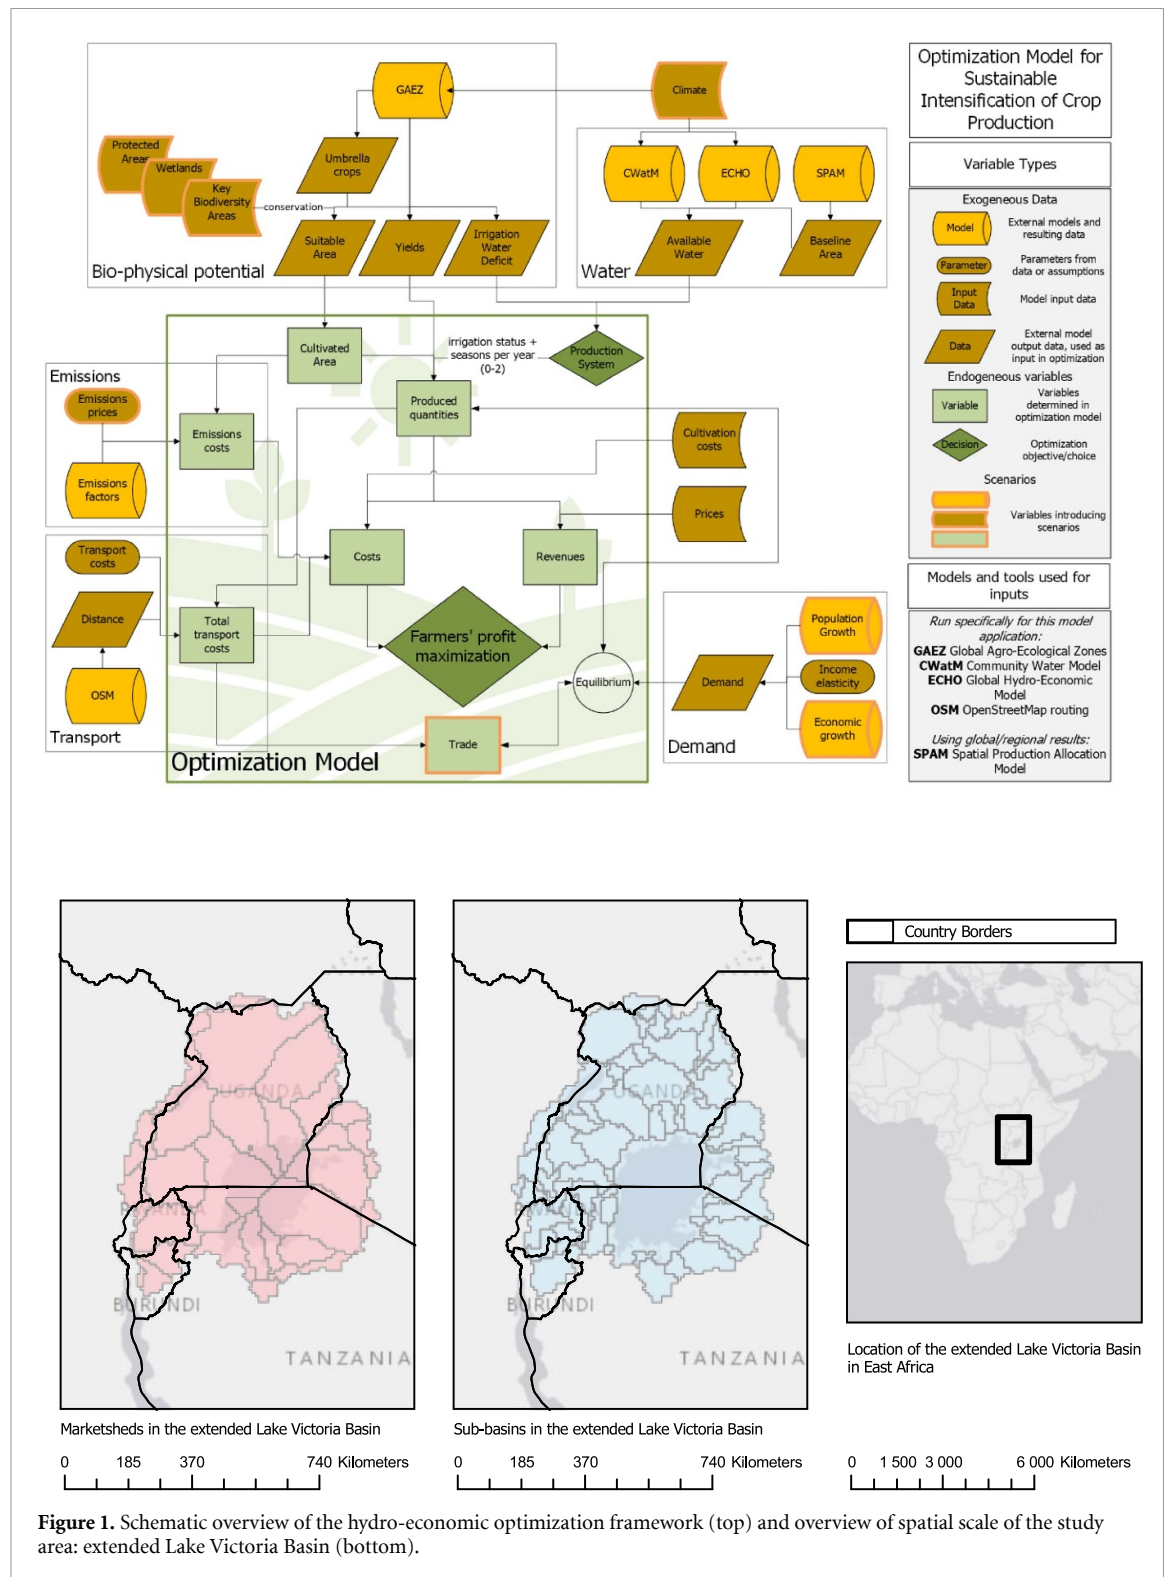 GAEZ
Climate
Protected
Areas
Wetlands
Key
Biodiversity
Areas
Umbrella
crops
conservation
Suitable
Area
Yields
Irrigation
Water
Deficit
Bio-physical potential
CWatM
ECHO
SPAM
Available
Water
Baseline
Area
Water
Optimization Model for
Sustainable
Intensification of Crop
Production
Variable Types
Exogeneous Data
Model
External models and
resulting data
Parameter
Parameters from
data or assumptions
Input
Data
Model input data
Data
External model
output data, used as
input in optimization
Endogeneous variables
Variable
Variables
determined in
optimization model
Decision
Optimization
objective/choice
Scenarios
Variables introducing
scenarios
Models and tools used for
inputs
Run specifically for this model
application:
GAEZ Global Agro-Ecological Zones
CWatM Community Water Model
ECHO Global Hydro-Economic
Model
OSM OpenStreetMap routing
Using global/regional results:
SPAM Spatial Production Allocation
Model
Cultivated
Area
irrigation status +
seasons per year
(0-2)
Production
System
Emissions
Emissions
prices
Emissions
factors
Emissions
costs
Produced
quantities
Cultivation
costs
Prices
Costs
Revenues
Transport
costs
Distance
OSM
Transport
Total
transport
costs
Farmers' profit
maximization
Equilibrium
Trade
Optimization Model
Demand
Population
Growth
Income
elasticity
Economic
growth
Demand
UGANDA
RWANDA
BURUNDI
TANZANIA
Marketsheds in the extended Lake Victoria Basin
0 185 370 740 Kilometers
UGANDA
RWANDA
BURUNDI
TANZANIA
Sub-basins in the extended Lake Victoria Basin
0 185 370 740 Kilometers
Country Borders
Location of the extended Lake Victoria Basin
in East Africa
0 1 500 3 000 6 000 Kilometers
Figure 1. Schematic overview of the hydro-economic optimization framework (top) and overview of spatial scale of the study
area: extended Lake Victoria Basin (bottom).